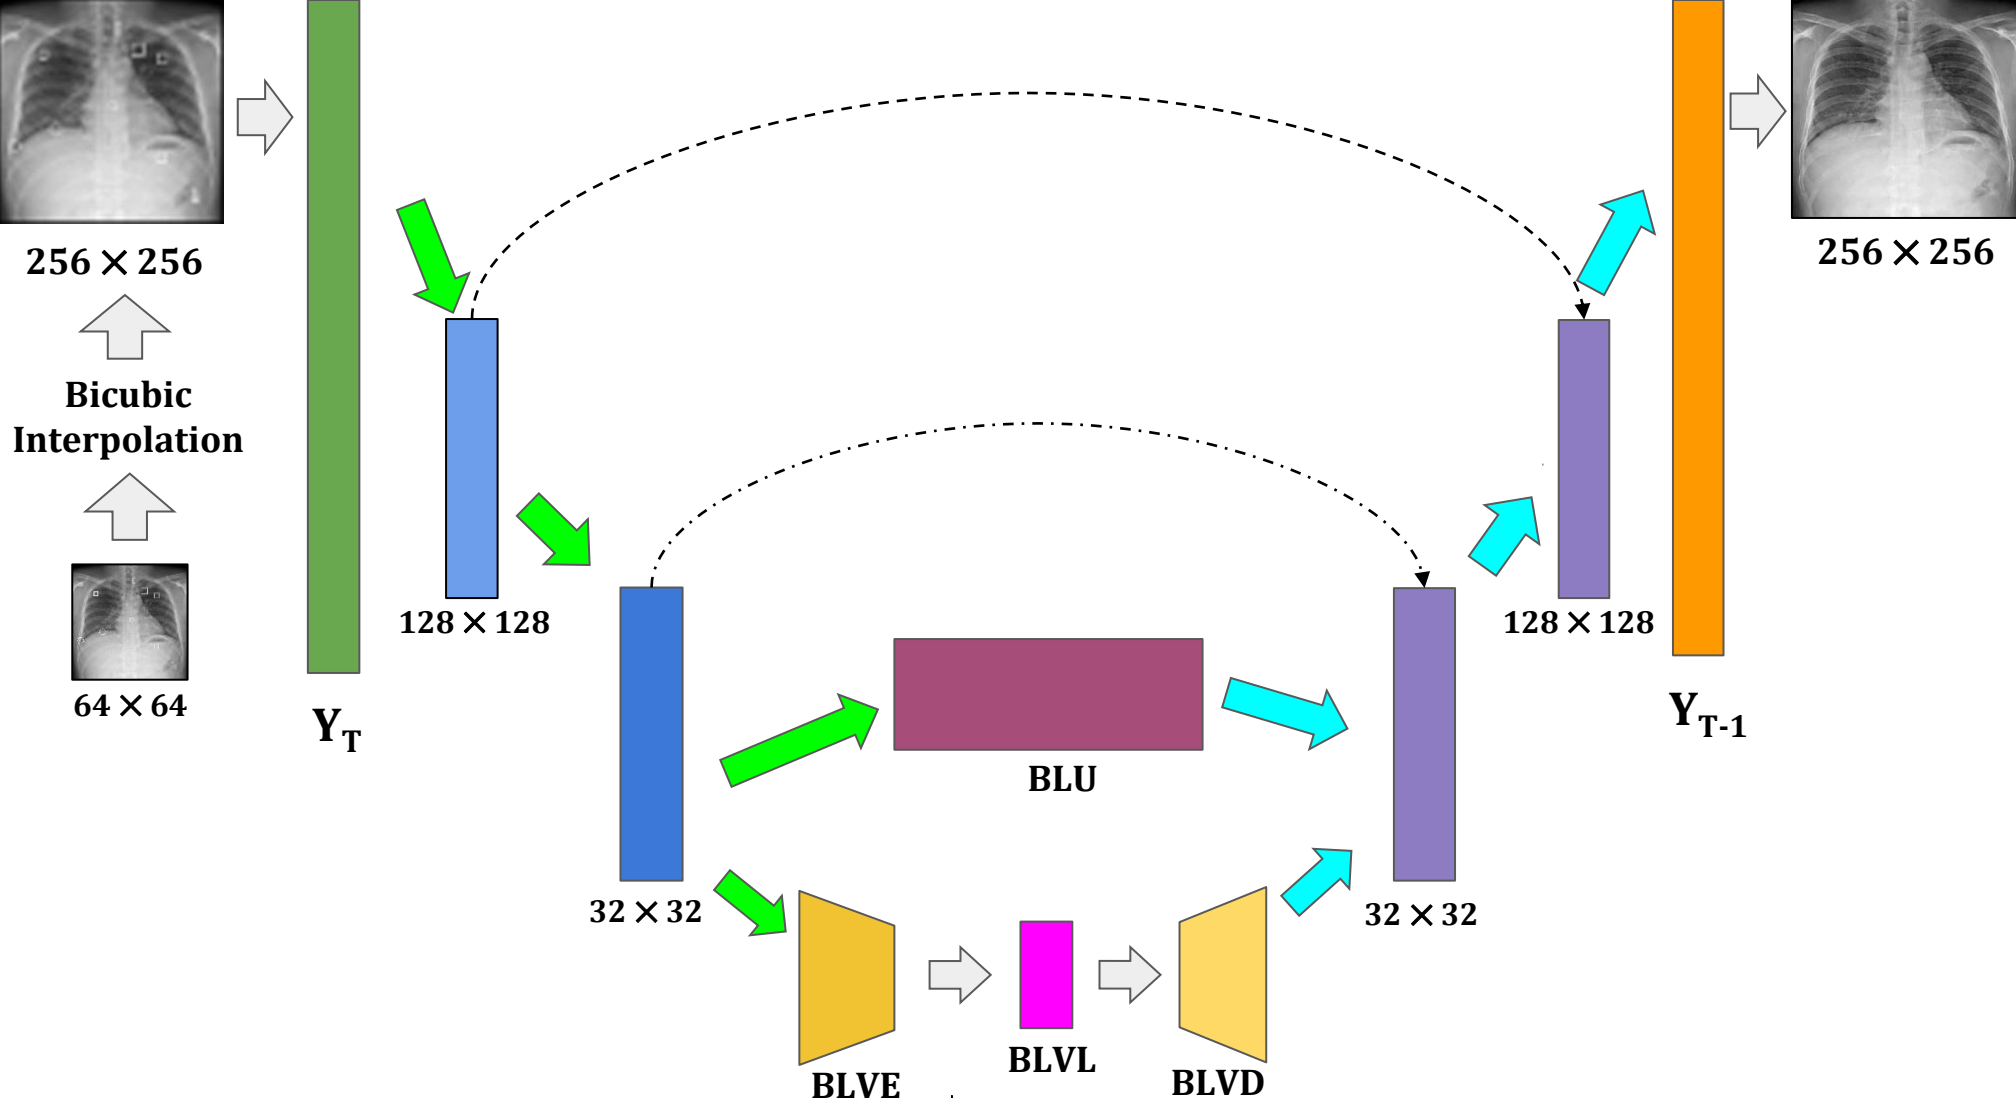 256 × 256
Bicubic
Interpolation
64 × 64
Y_T
128 × 128
32 × 32
BLU
BLVE
BLVL
BLVD
32 × 32
128 × 128
Y_T-1
256 × 256